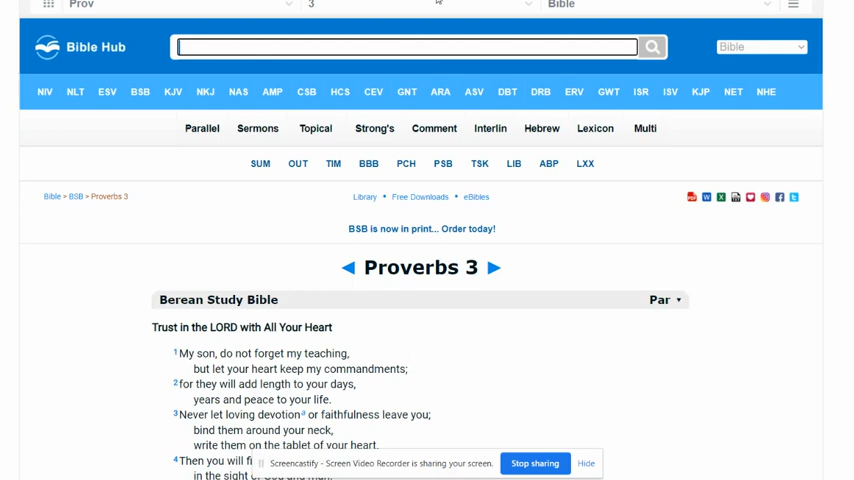 Prov 3 Bible
Bible Hub Bible
NIV NLT ESV BSB KJV NKJ NAS AMP CSB HCS CEV GNT ARA ASV DBT DRB ERV GWT ISR ISV KJP NET NHE
Parallel Sermons Topical Strong's Comment Interlin Hebrew Lexicon Multi
SUM OUT TIM BBB PCH PSB TSK LIB ABP LXX
Bible > BSB > Proverbs 3 Library • Free Downloads • eBibles
BSB is now in print... Order today!
◄ Proverbs 3 ►
Berean Study Bible Par ▼
Trust in the LORD with All Your Heart
1 My son, do not forget my teaching,
but let your heart keep my commandments;
2 for they will add length to your days,
years and peace to your life.
3 Never let loving devotion a or faithfulness leave you;
bind them around your neck,
write them on the tablet of your heart.
4 Then you will
in the sight of God and man.
Screencastify - Screen Video Recorder is sharing your screen. Stop sharing Hide